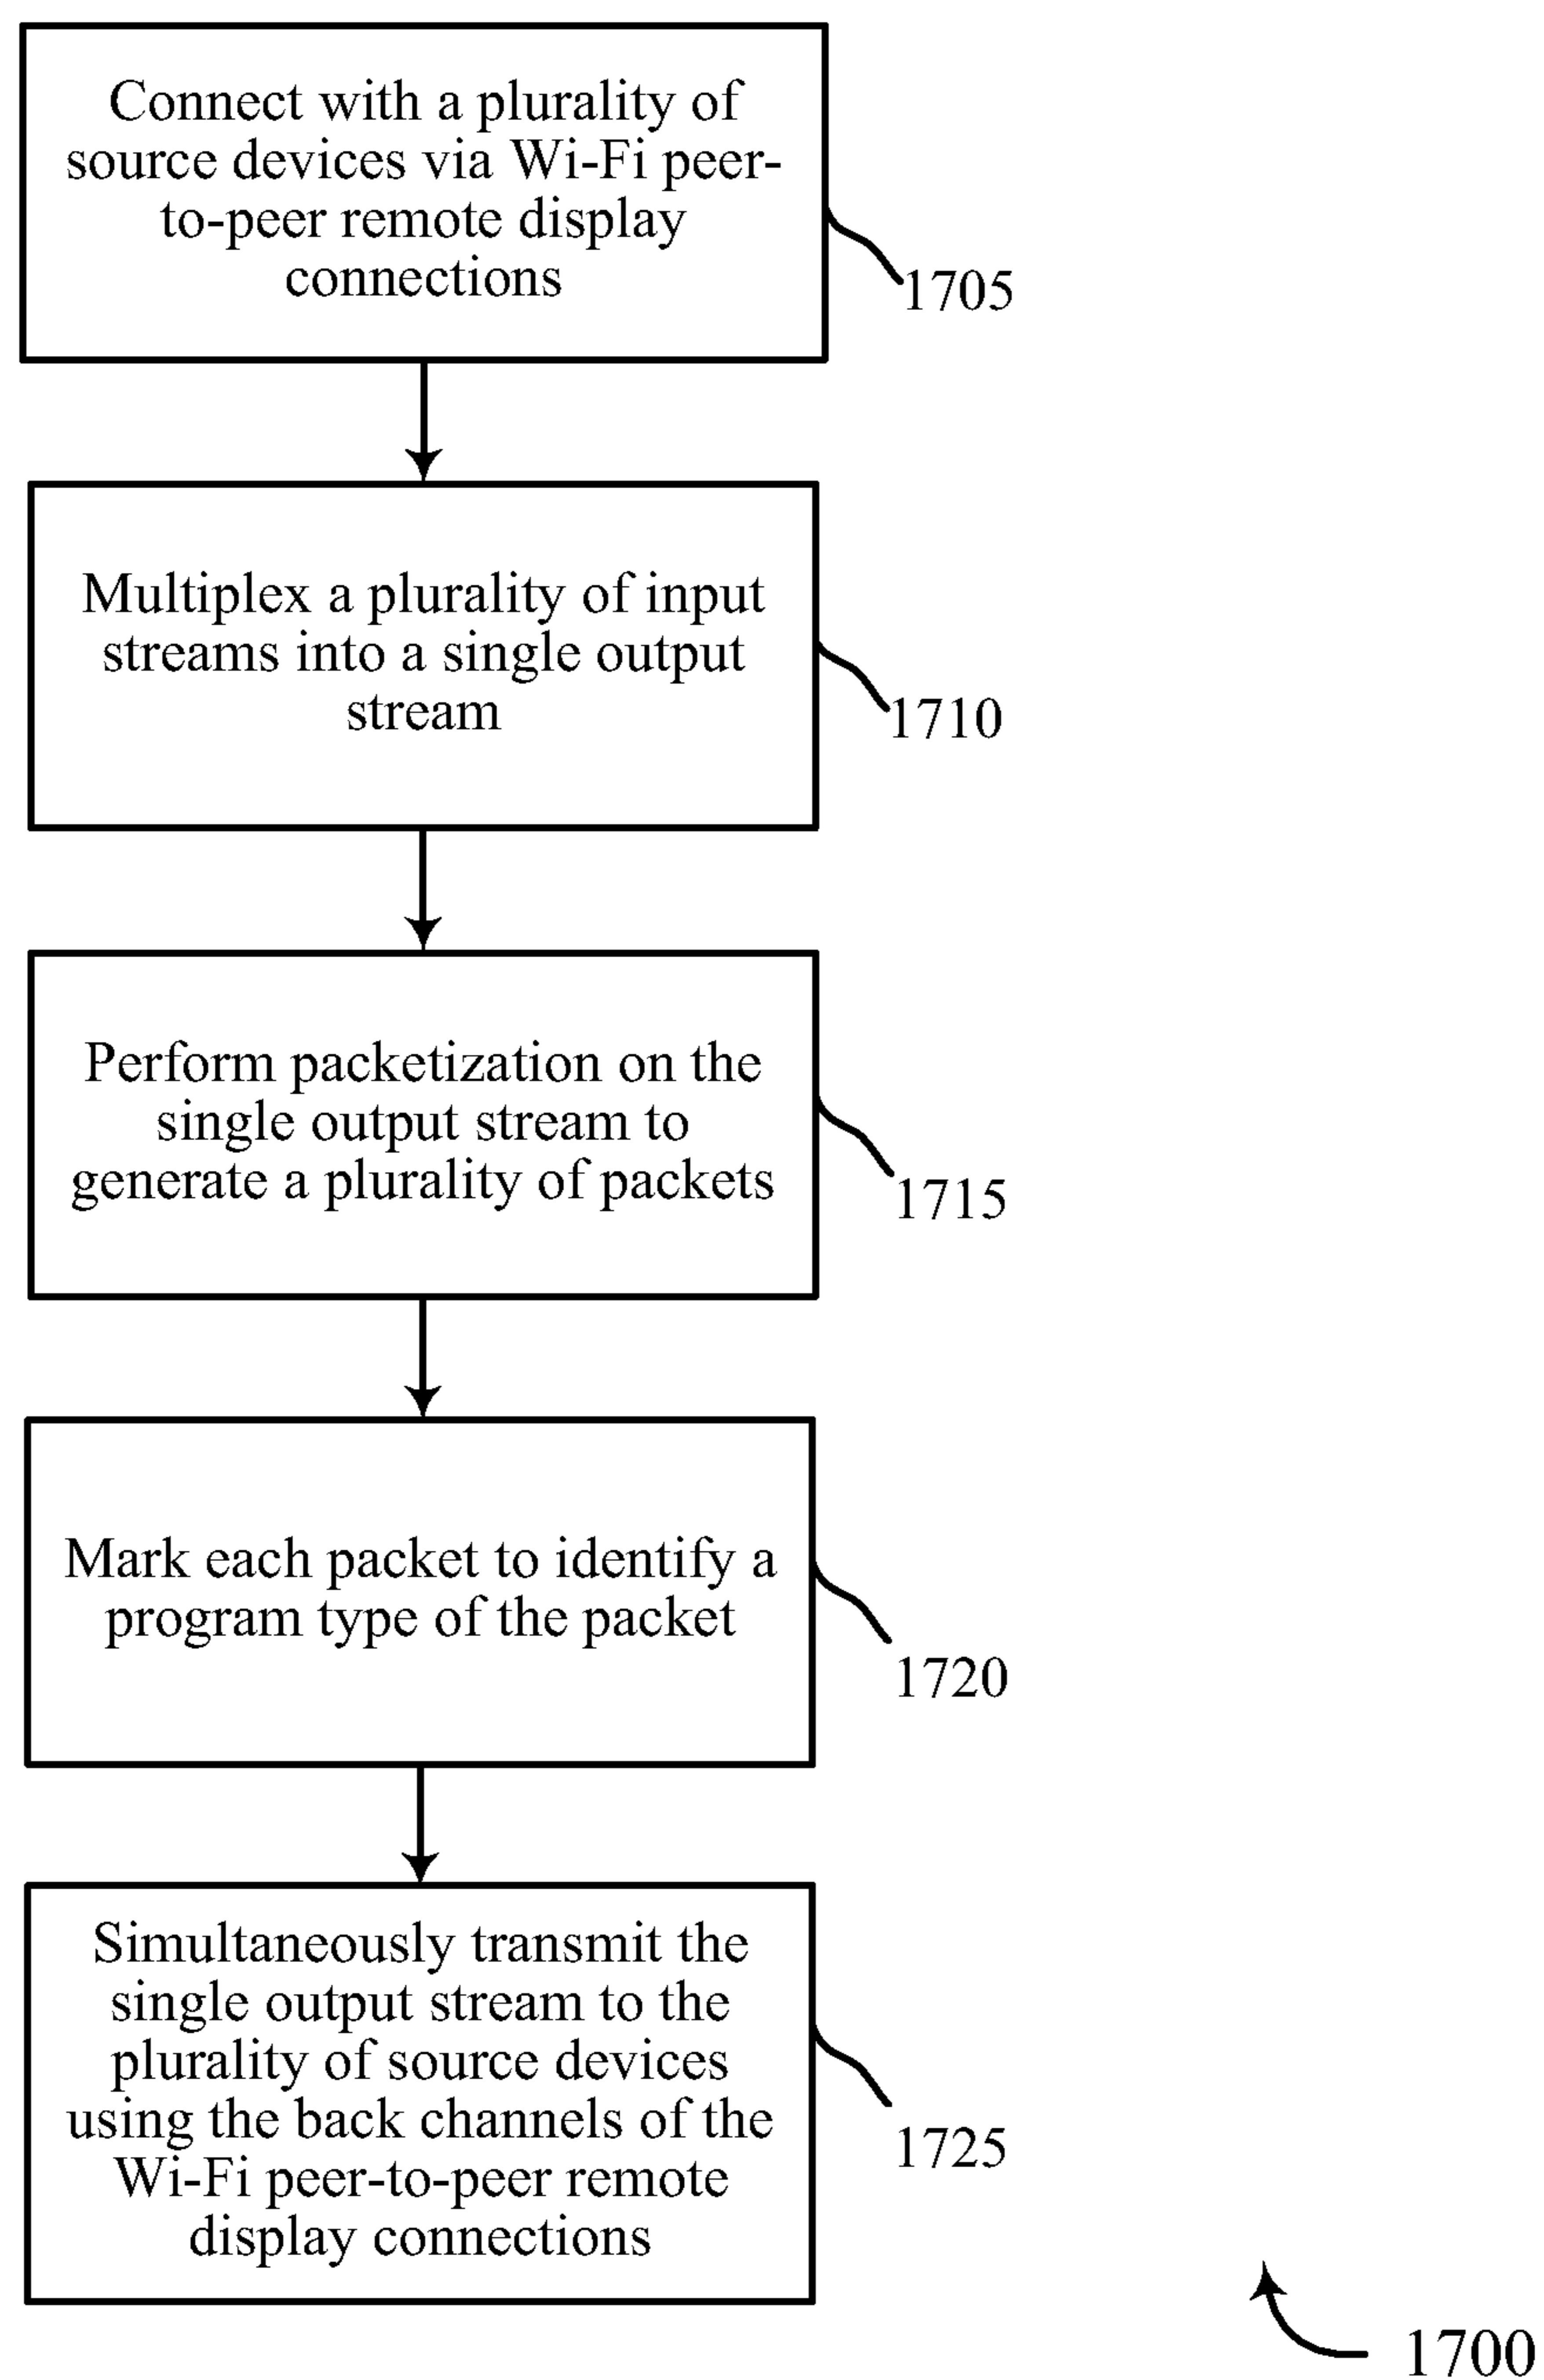 Connect with a plurality of
source devices via Wi-Fi peer-
to-peer remote display
connections
1705
Multiplex a plurality of input
streams into a single output
stream
1710
Perform packetization on the
single output stream to
generate a plurality of packets
1715
Mark each packet to identify a
program type of the packet
1720
Simultaneously transmit the
single output stream to the
plurality of source devices
using the back channels of the
Wi-Fi peer-to-peer remote
display connections
1725
1700